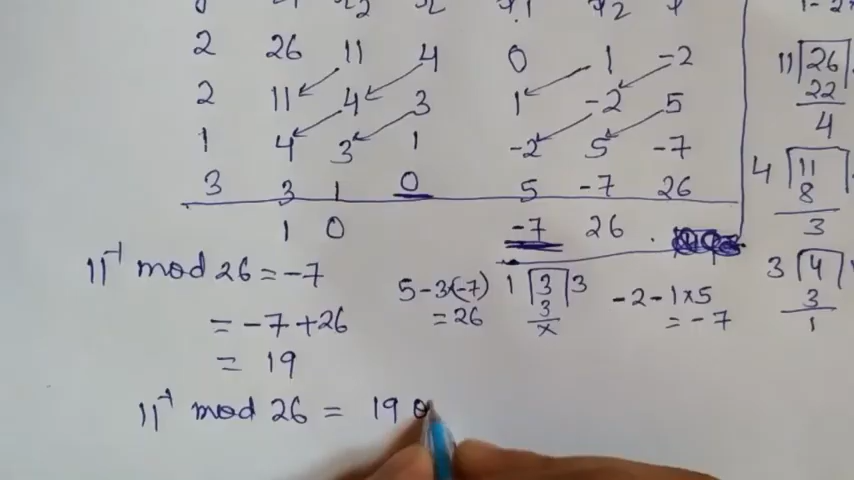 2 26 11 4 0 1 -2
2 11 4 3 1 -2 5
1 4 3 1 -2 5 -7
3 3 1 0 5 -7 26
1 0 -7 26
11⁻¹ mod 26 = -7
= -7+26
= 19
11⁻¹ mod 26 = 19
5-3(-7)
= 26
1 3 3
3
x
-2-1×5
= -7
11 26
22
4
4 11
8
3
3 4
3
1